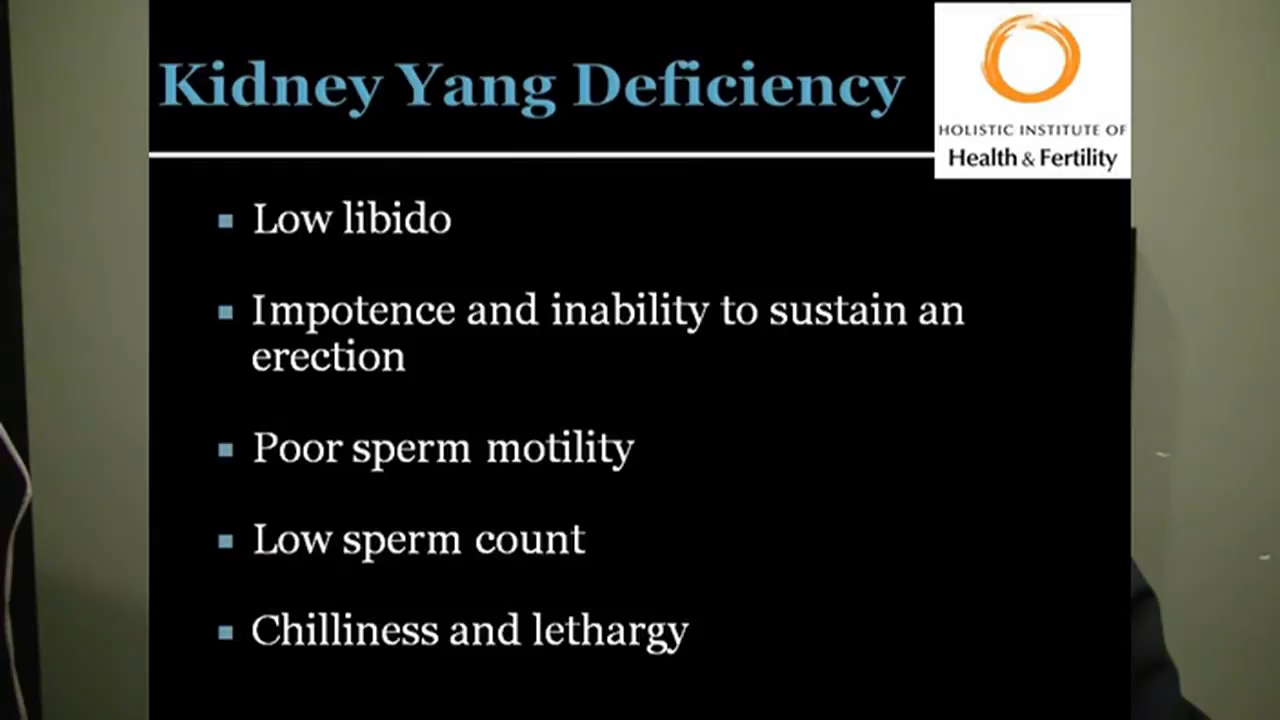 Kidney Yang Deficiency
HOLISTIC INSTITUTE OF
Health & Fertility
Low libido
Impotence and inability to sustain an
erection
Poor sperm motility
Low sperm count
Chilliness and lethargy